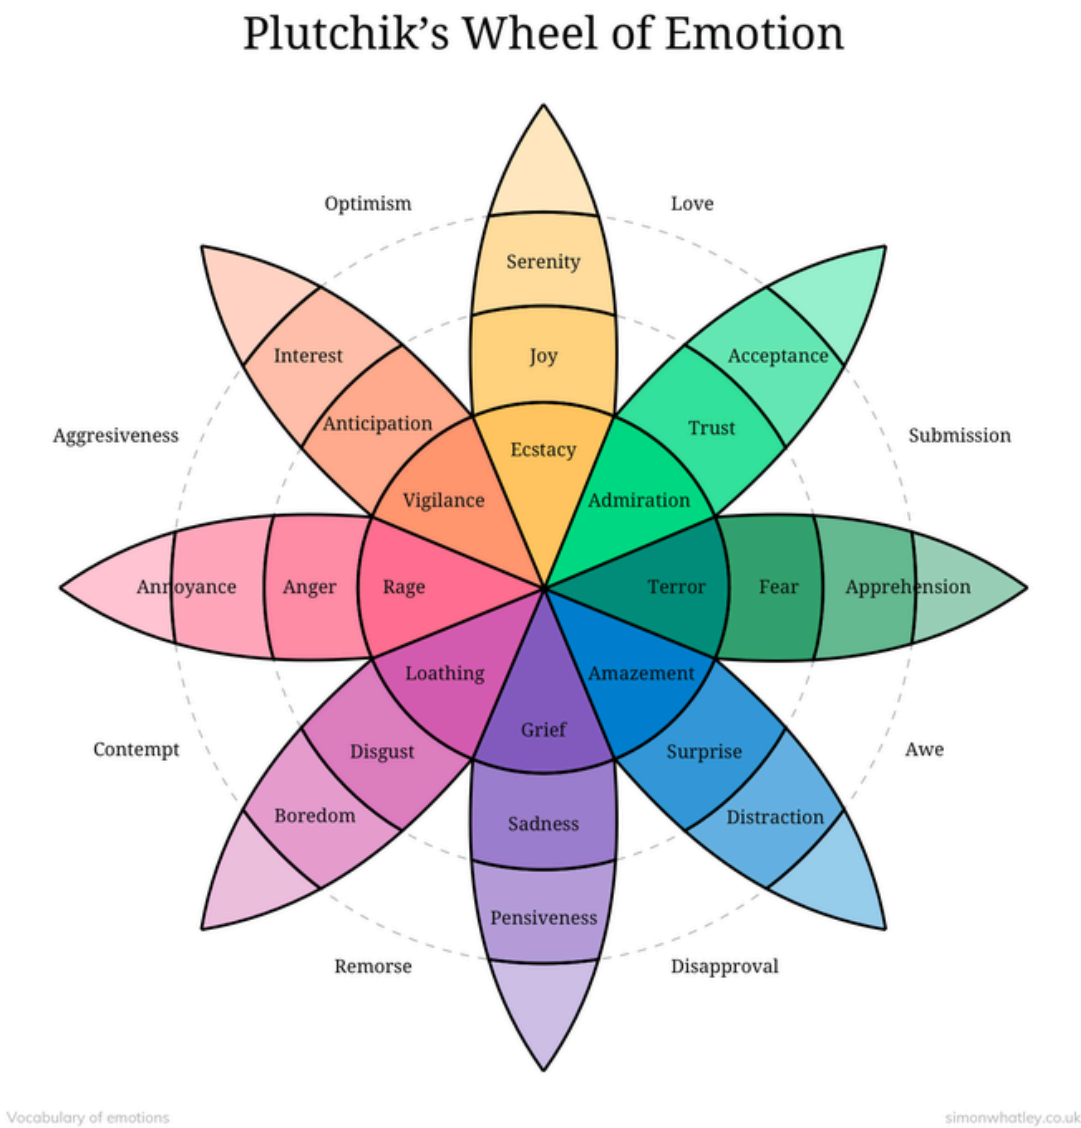 Plutchik’s Wheel of Emotion
Optimism
Love
Serenity
Interest
Joy
Acceptance
Anticipation
Trust
Aggresiveness
Submission
Ecstacy
Vigilance
Admiration
Annoyance
Anger
Rage
Terror
Fear
Apprehension
Loathing
Amazement
Grief
Contempt
Disgust
Surprise
Awe
Boredom
Sadness
Distraction
Pensiveness
Remorse
Disapproval
Vocabulary of emotions
simonwhatley.co.uk